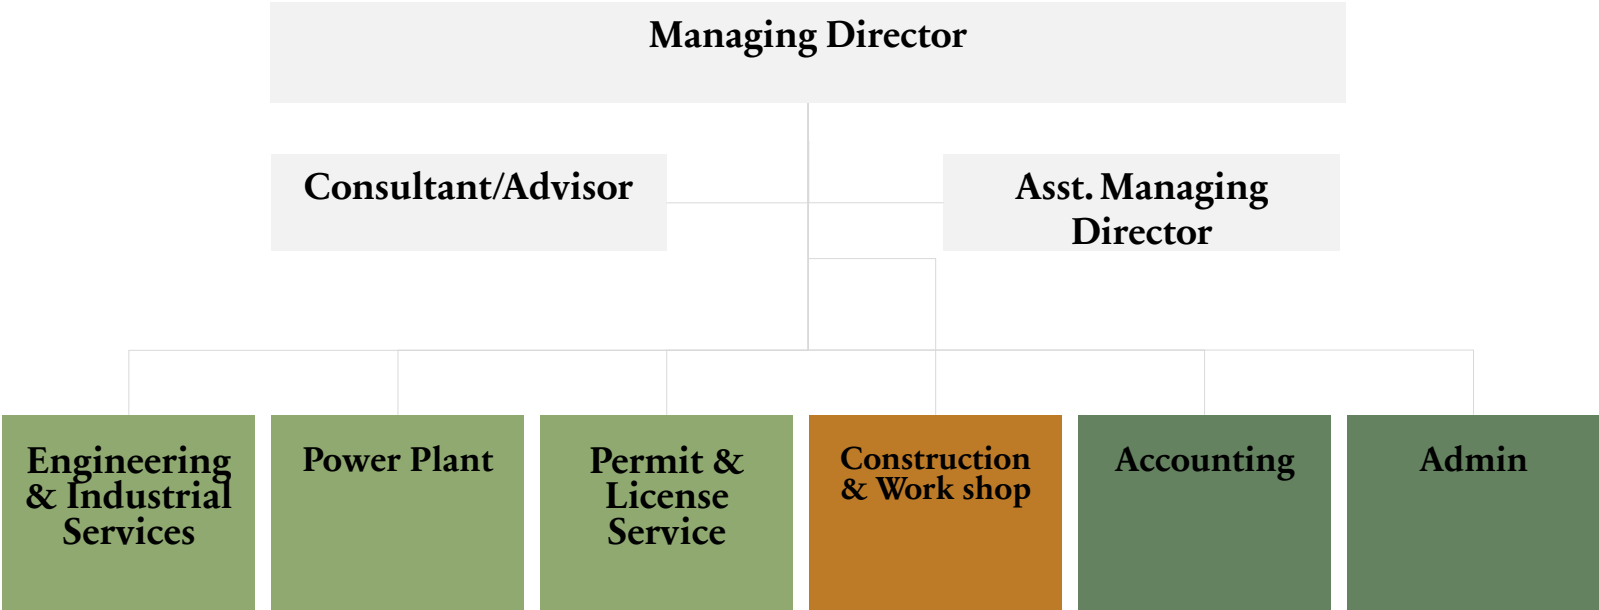 Managing Director
Consultant/Advisor
Asst. Managing
Director
Engineering
& Industrial
Services
Power Plant
Permit &
License
Service
Construction
& Work shop
Accounting
Admin